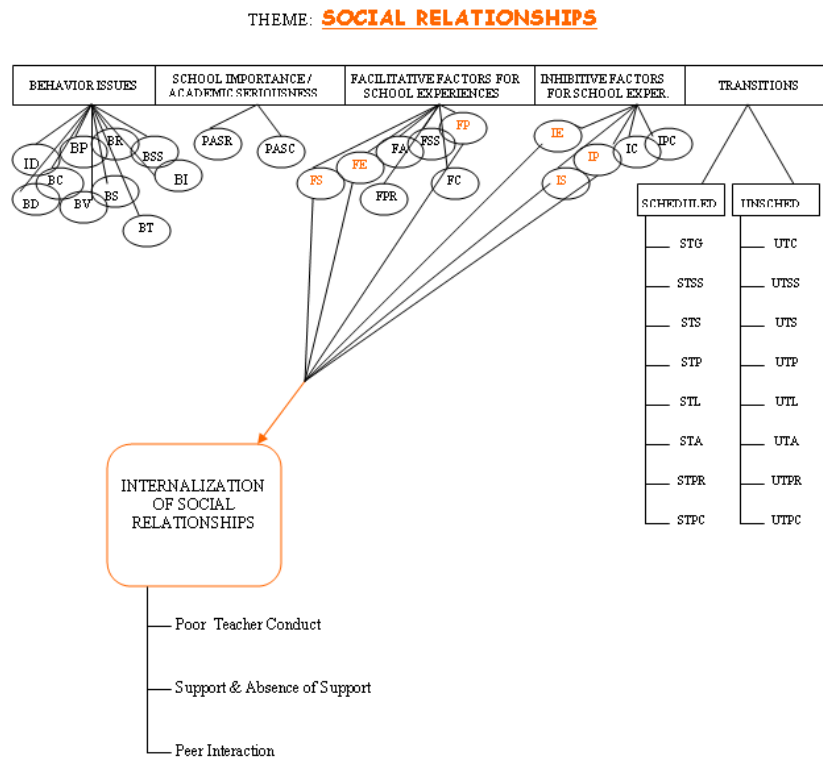 THEME: SOCIAL RELATIONSHIPS
BEHAVIOR ISSUES
SCHOOL IMPORTANCE /
ACADEMIC SERIOUSNESS
FACILITATIVE FACTORS FOR
SCHOOL EXPERIENCES
INHIBITIVE FACTORS
FOR SCHOOL EXPER.
TRANSITIONS
ID
BP
BR
BSS
BI
BC
BD
BV
BS
BT
PASR
PASC
FS
FE
FA
FSS
FP
FPR
FC
IE
IS
IP
IC
IPC
SCHEDULED
UNSCHED
STG
STSS
STS
STP
STL
STA
STPR
STPC
UTC
UTSS
UTS
UTP
UTL
UTA
UTPR
UTPC
INTERNALIZATION
OF SOCIAL
RELATIONSHIPS
Poor Teacher Conduct
Support & Absence of Support
Peer Interaction